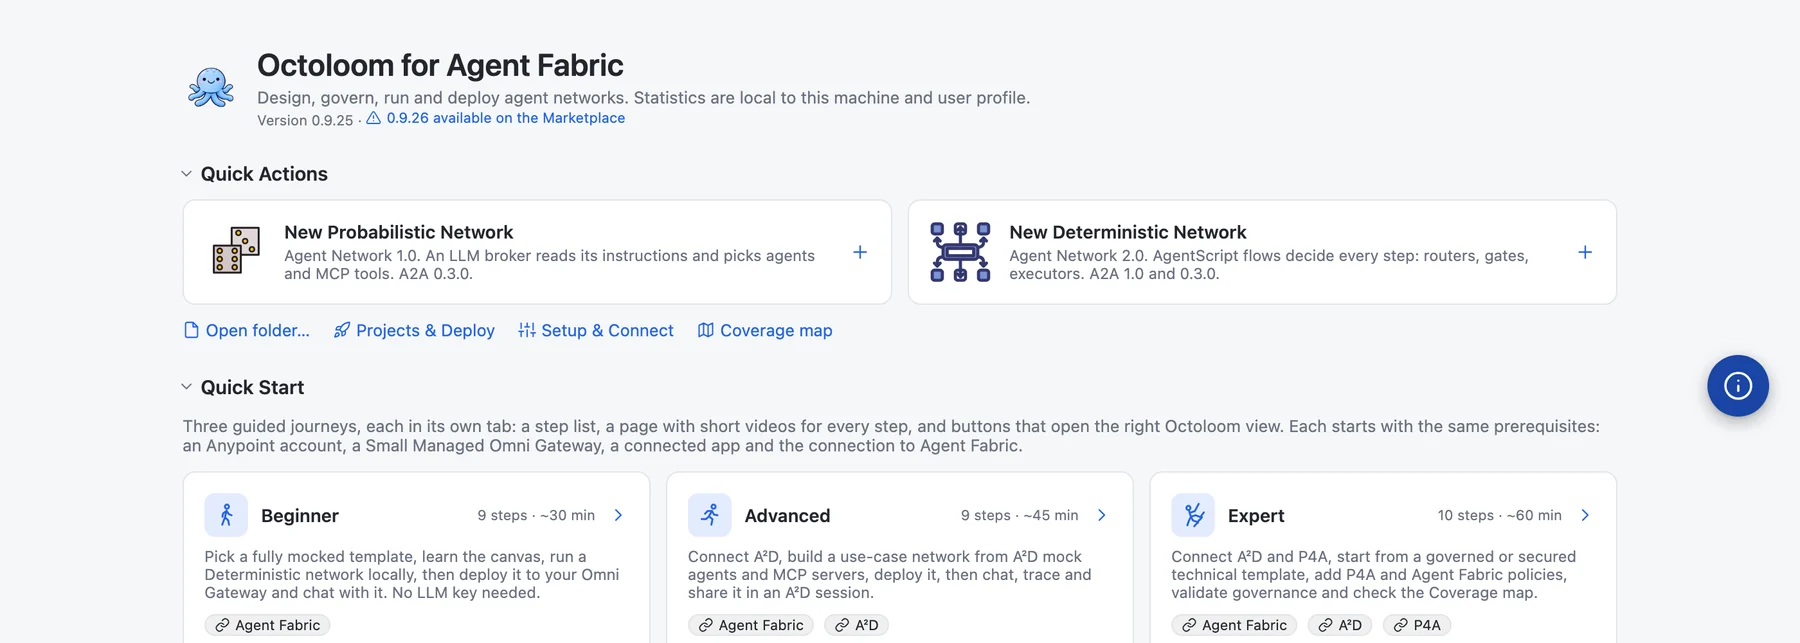 Octoloom for Agent Fabric
Design, govern, run and deploy agent networks. Statistics are local to this machine and user profile.
Version 0.9.25 · 0.9.26 available on the Marketplace
Quick Actions
New Probabilistic Network
Agent Network 1.0. An LLM broker reads its instructions and picks agents
and MCP tools. A2A 0.3.0.
New Deterministic Network
Agent Network 2.0. AgentScript flows decide every step: routers, gates,
executors. A2A 1.0 and 0.3.0.
Open folder... Projects & Deploy Setup & Connect Coverage map
Quick Start
Three guided journeys, each in its own tab: a step list, a page with short videos for every step, and buttons that open the right Octoloom view. Each starts with the same prerequisites:
an Anypoint account, a Small Managed Omni Gateway, a connected app and the connection to Agent Fabric.
Beginner 9 steps · ~30 min
Pick a fully mocked template, learn the canvas, run a
Deterministic network locally, then deploy it to your Omni
Gateway and chat with it. No LLM key needed.
Agent Fabric
Advanced 9 steps · ~45 min
Connect A²D, build a use-case network from A²D mock
agents and MCP servers, deploy it, then chat, trace and
share it in an A²D session.
Agent Fabric A²D
Expert 10 steps · ~60 min
Connect A²D and P4A, start from a governed or secured
technical template, add P4A and Agent Fabric policies,
validate governance and check the Coverage map.
Agent Fabric A²D P4A